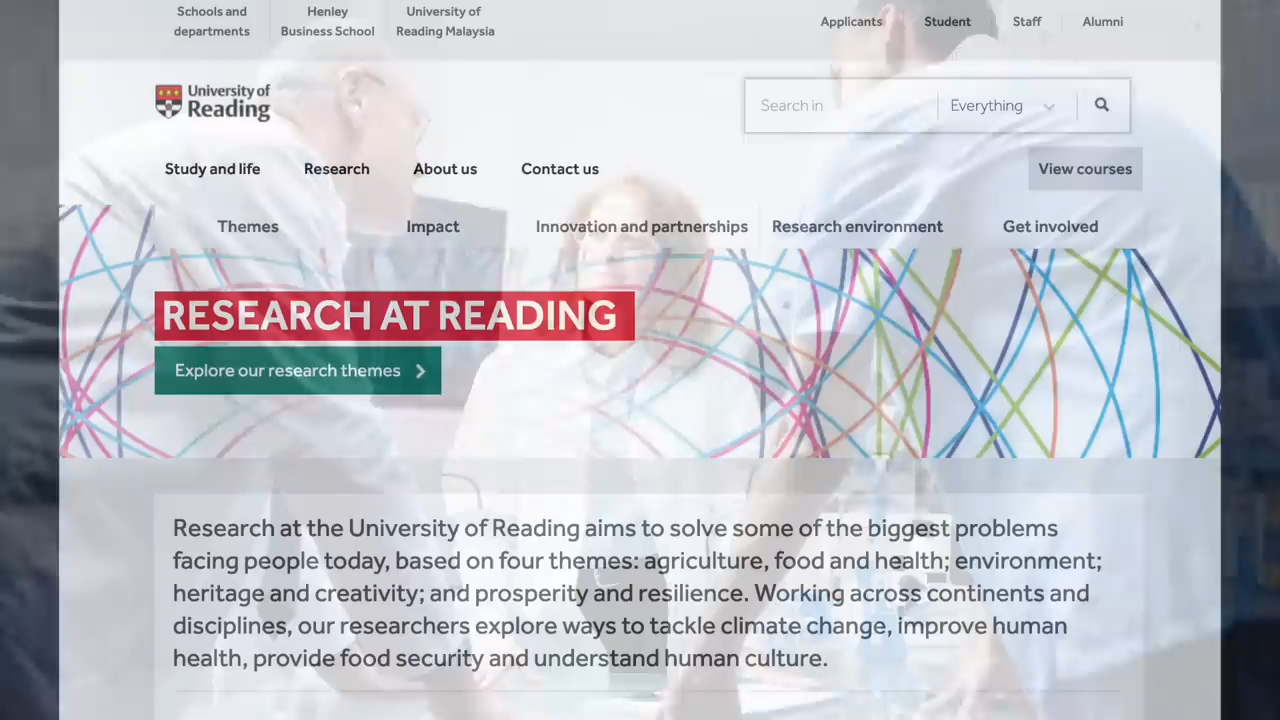 Schools and departments
Henley Business School
University of Reading Malaysia
Applicants
Student
Staff
Alumni
University of
Reading
Search in
Everything
Study and life
Research
About us
Contact us
View courses
Themes
Impact
Innovation and partnerships
Research environment
Get involved
RESEARCH AT READING
Explore our research themes
Research at the University of Reading aims to solve some of the biggest problems
facing people today, based on four themes: agriculture, food and health; environment;
heritage and creativity; and prosperity and resilience. Working across continents and
disciplines, our researchers explore ways to tackle climate change, improve human
health, provide food security and understand human culture.